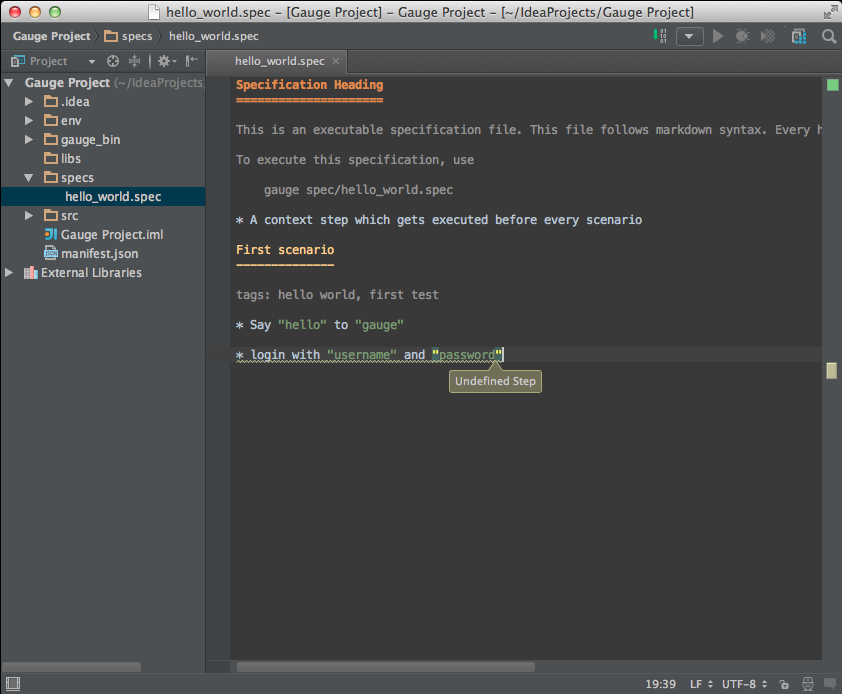 hello_world.spec – [Gauge Project] – Gauge Project – [~/IdeaProjects/Gauge Project]
Gauge Project specs hello_world.spec
Project
hello_world.spec ×
Gauge Project (~/IdeaProjects
.idea
env
gauge_bin
libs
specs
hello_world.spec
src
Gauge Project.iml
manifest.json
External Libraries
Specification Heading
=====================
This is an executable specification file. This file follows markdown syntax. Every h
To execute this specification, use
gauge spec/hello_world.spec
* A context step which gets executed before every scenario
First scenario
--------------
tags: hello world, first test
* Say "hello" to "gauge"
* login with "username" and "password"
Undefined Step
19:39 LF UTF-8